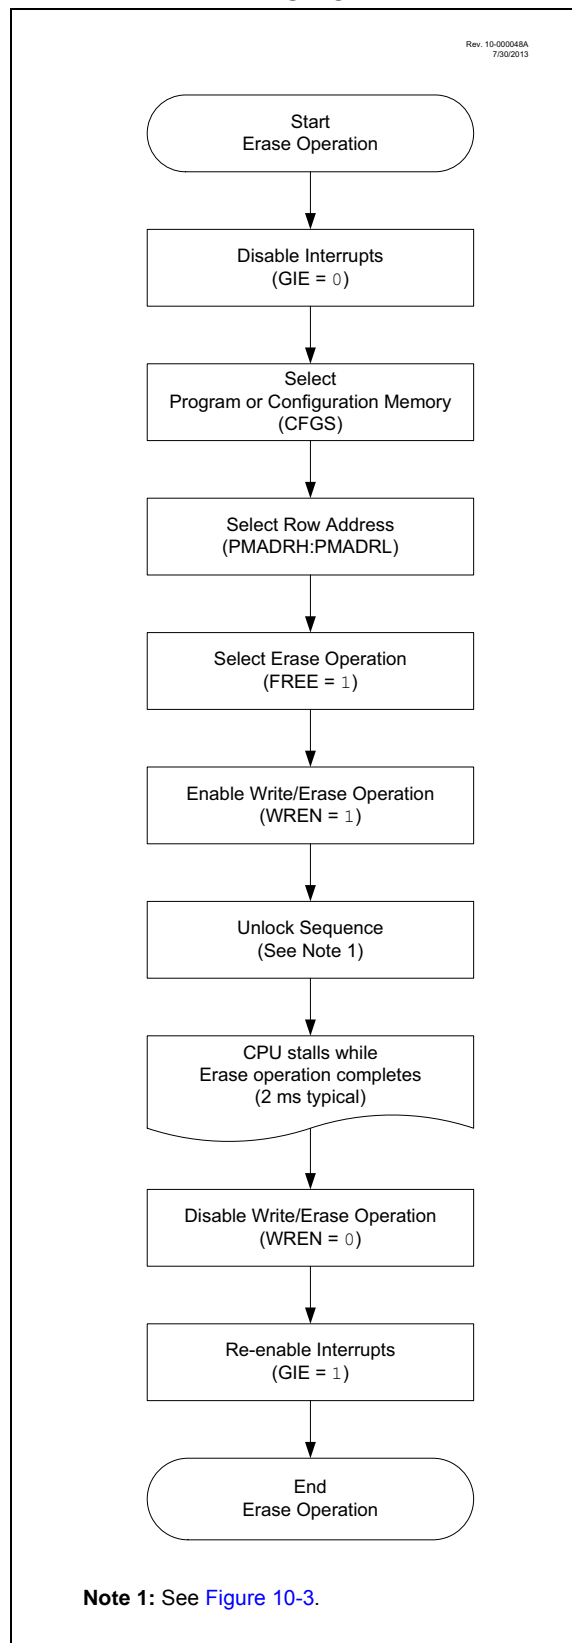 Rev. 10-000048A
7/30/2013
Start
Erase Operation
Disable Interrupts
(GIE = 0)
Select
Program or Configuration Memory
(CFGS)
Select Row Address
(PMADRH:PMADRL)
Select Erase Operation
(FREE = 1)
Enable Write/Erase Operation
(WREN = 1)
Unlock Sequence
(See Note 1)
CPU stalls while
Erase operation completes
(2 ms typical)
Disable Write/Erase Operation
(WREN = 0)
Re-enable Interrupts
(GIE = 1)
End
Erase Operation
Note 1: See Figure 10-3.